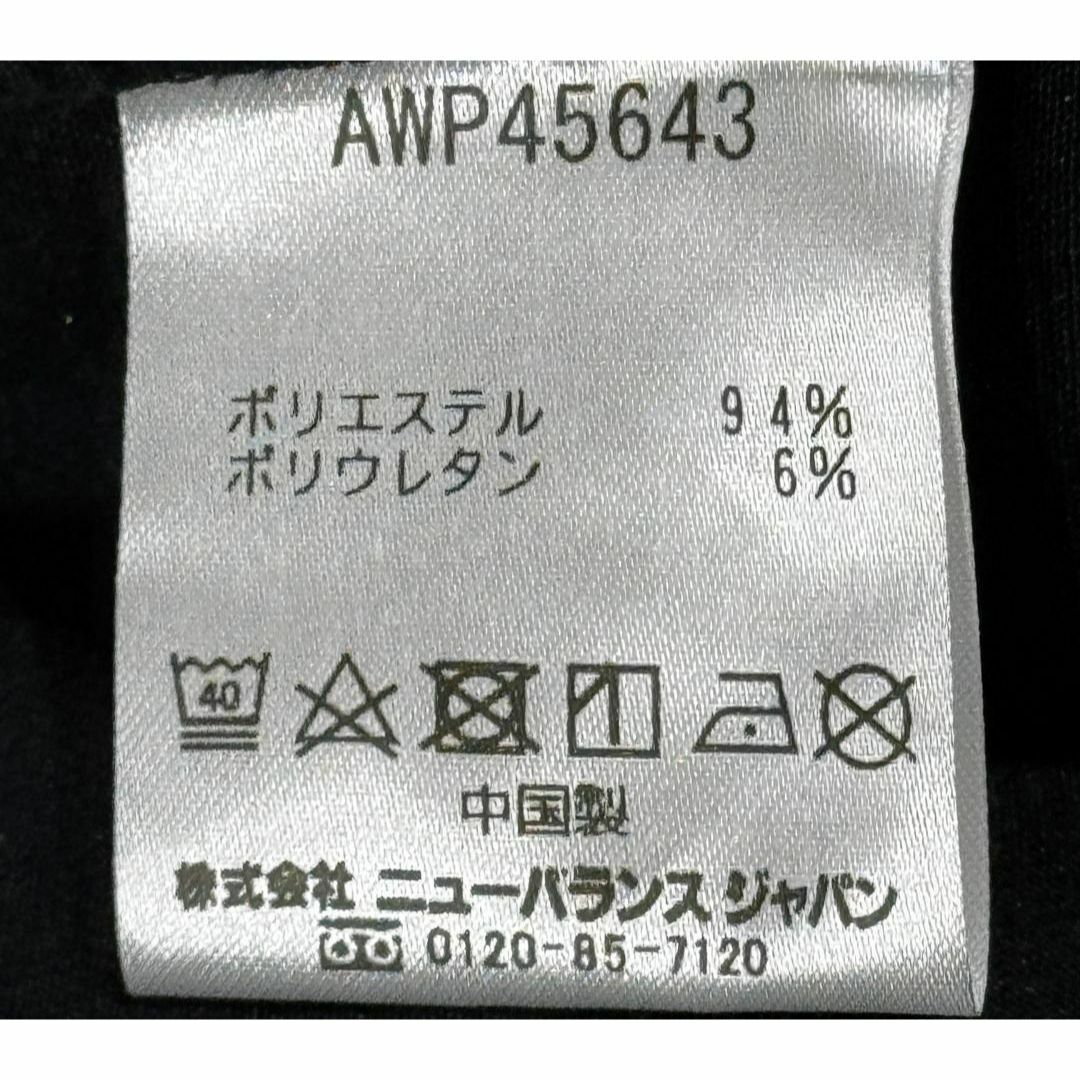 AWP45643
ポリエステル 94%
ポリウレタン 6%
40
中国製
株式会社 ニューバランス ジャパン
0120-85-7120